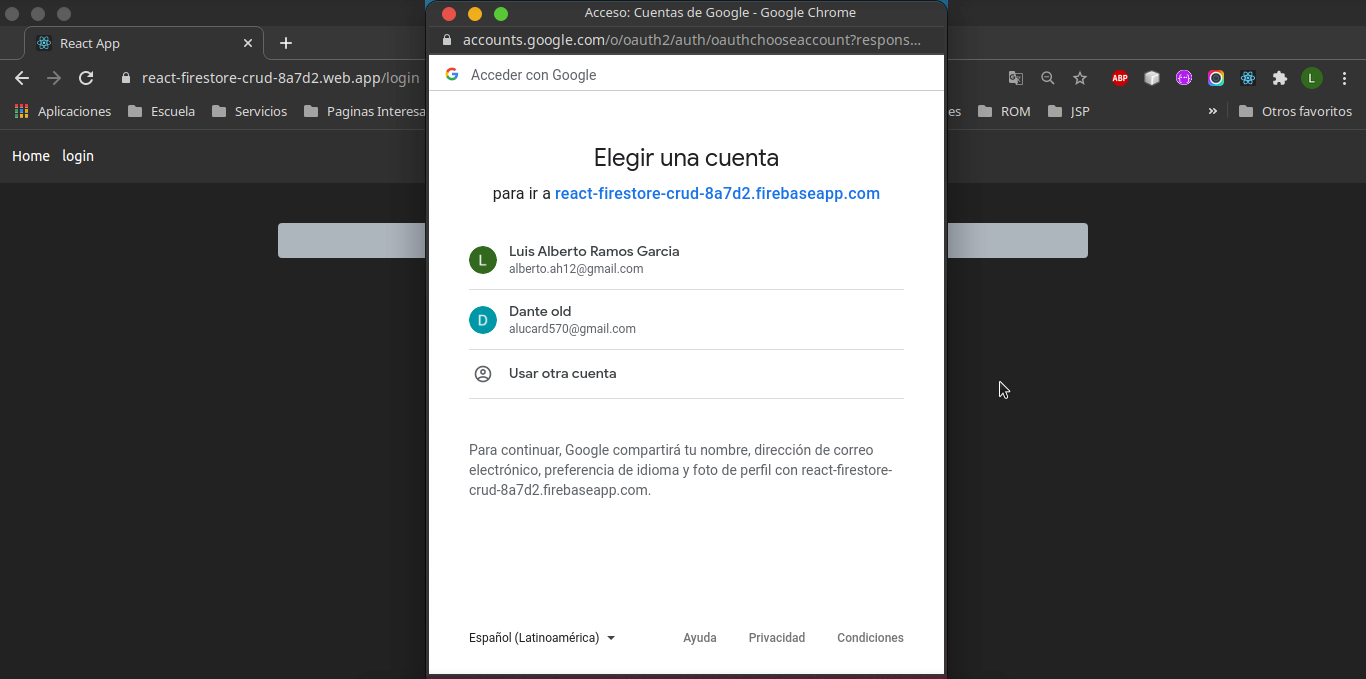 Acceso: Cuentas de Google - Google Chrome
React App
accounts.google.com/o/oauth2/auth/oauthchooseaccount?respons...
react-firestore-crud-8a7d2.web.app/login
ABP
L
Aplicaciones
Escuela
Servicios
Paginas Interesa
es
ROM
JSP
»
Otros favoritos
Home
login
Acceder con Google
Elegir una cuenta
para ir a react-firestore-crud-8a7d2.firebaseapp.com
L
Luis Alberto Ramos Garcia
alberto.ah12@gmail.com
D
Dante old
alucard570@gmail.com
Usar otra cuenta
Para continuar, Google compartirá tu nombre, dirección de correo
electrónico, preferencia de idioma y foto de perfil con react-firestore-
crud-8a7d2.firebaseapp.com.
Español (Latinoamérica)
Ayuda
Privacidad
Condiciones